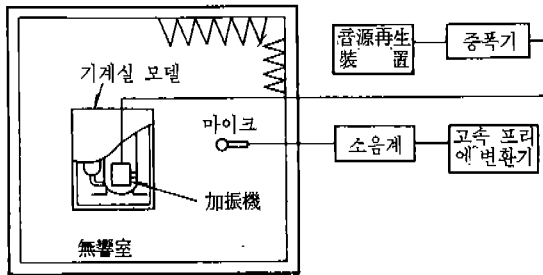 音源再生
裝置
증폭기
기계실 모델
마이크
소음계
고속 프리
에 변환기
加振機
無響室